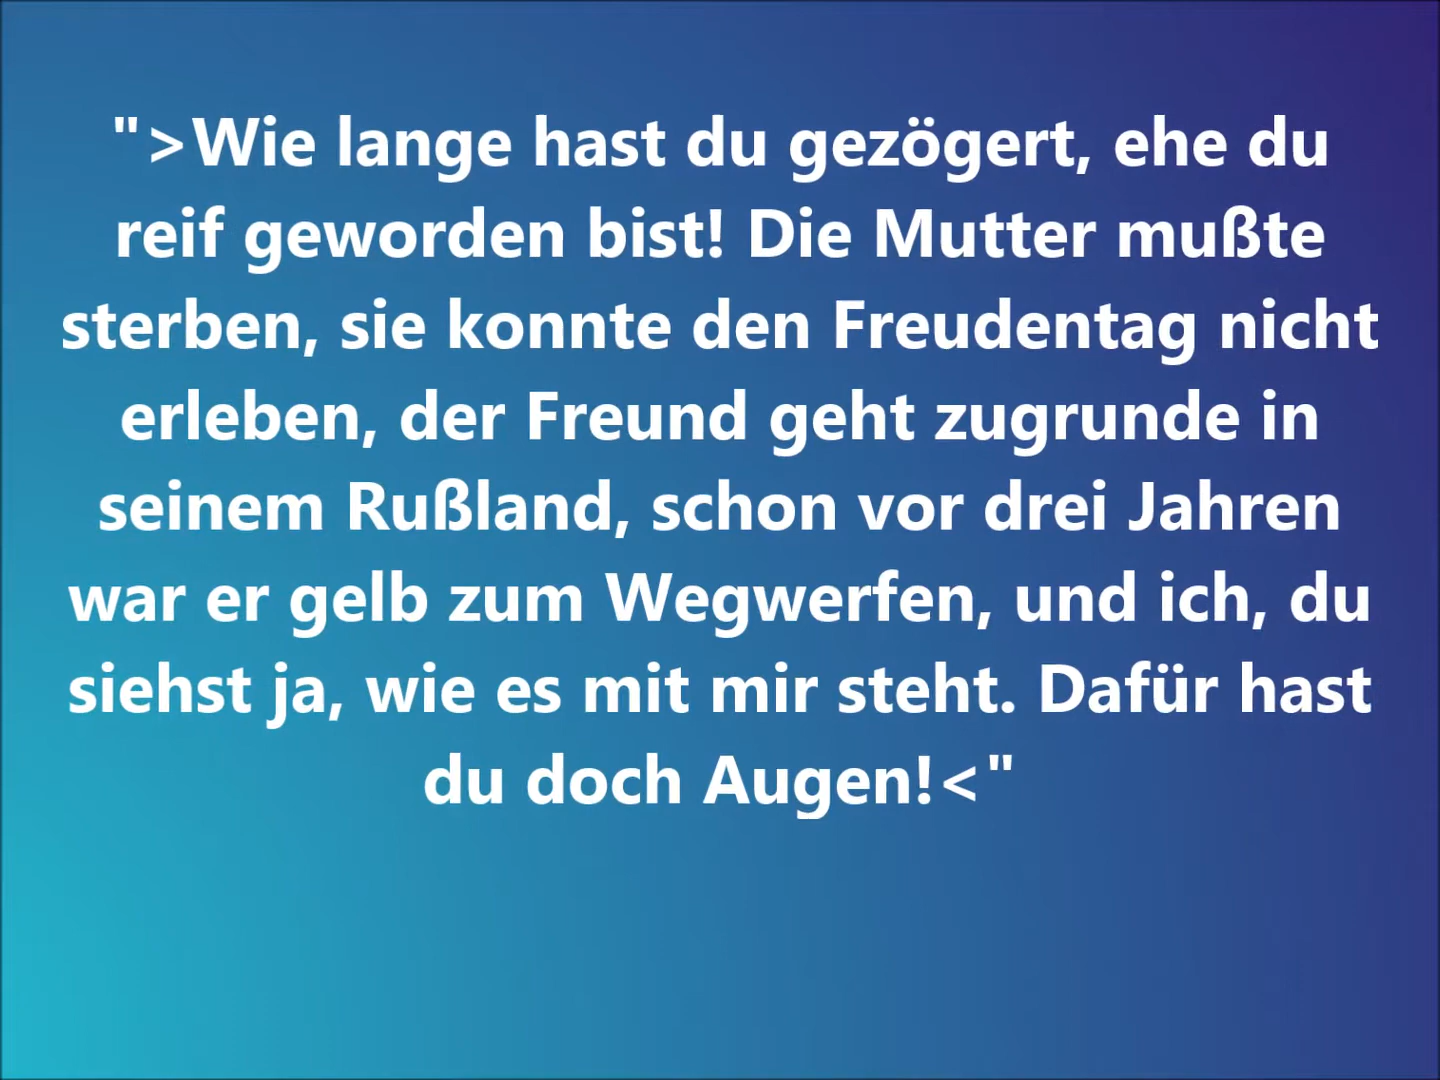 ">Wie lange hast du gezögert, ehe du
reif geworden bist! Die Mutter mußte
sterben, sie konnte den Freudentag nicht
erleben, der Freund geht zugrunde in
seinem Rußland, schon vor drei Jahren
war er gelb zum Wegwerfen, und ich, du
siehst ja, wie es mit mir steht. Dafür hast
du doch Augen!<"